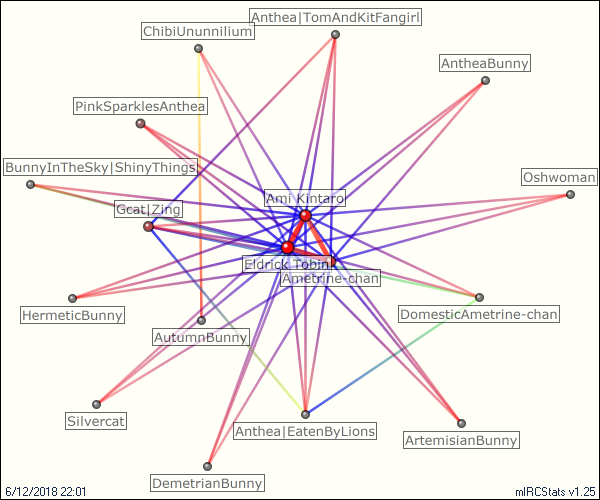 Anthea|TomAndKitFangirl
ChibiUnunnilium
AntheaBunny
PinkSparklesAnthea
BunnyInTheSky|ShinyThings
Oshwoman
Ami Kintaro
Gcat|Zing
Eldrick Tobin
Ametrine-chan
HermeticBunny
DomesticAmetrine-chan
AutumnBunny
Silvercat
Anthea|EatenByLions
ArtemisianBunny
DemetrianBunny
6/12/2018 22:01
mIRCStats v1.25